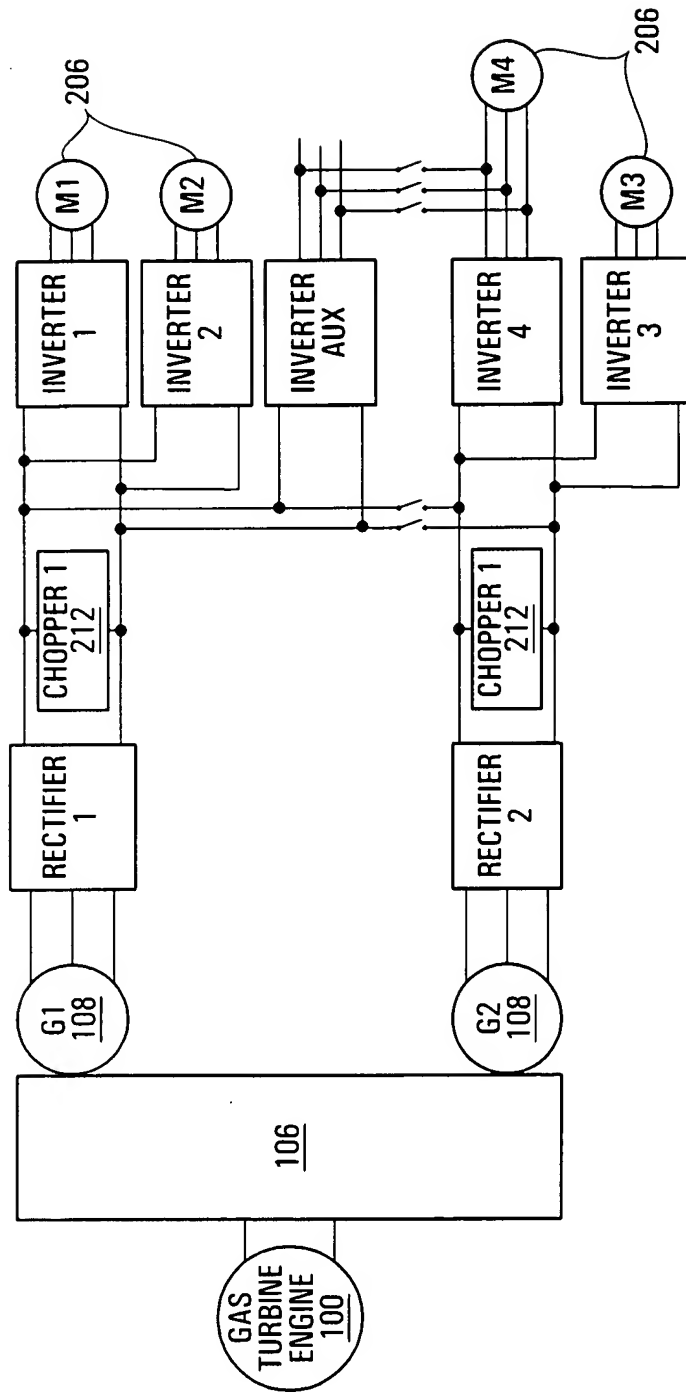 GAS
TURBINE
ENGINE
100
106
G1
108
G2
108
RECTIFIER
1
RECTIFIER
2
CHOPPER 1
212
CHOPPER 1
212
INVERTER
1
INVERTER
2
INVERTER
AUX
INVERTER
4
INVERTER
3
M1
M2
206
M4
M3
206